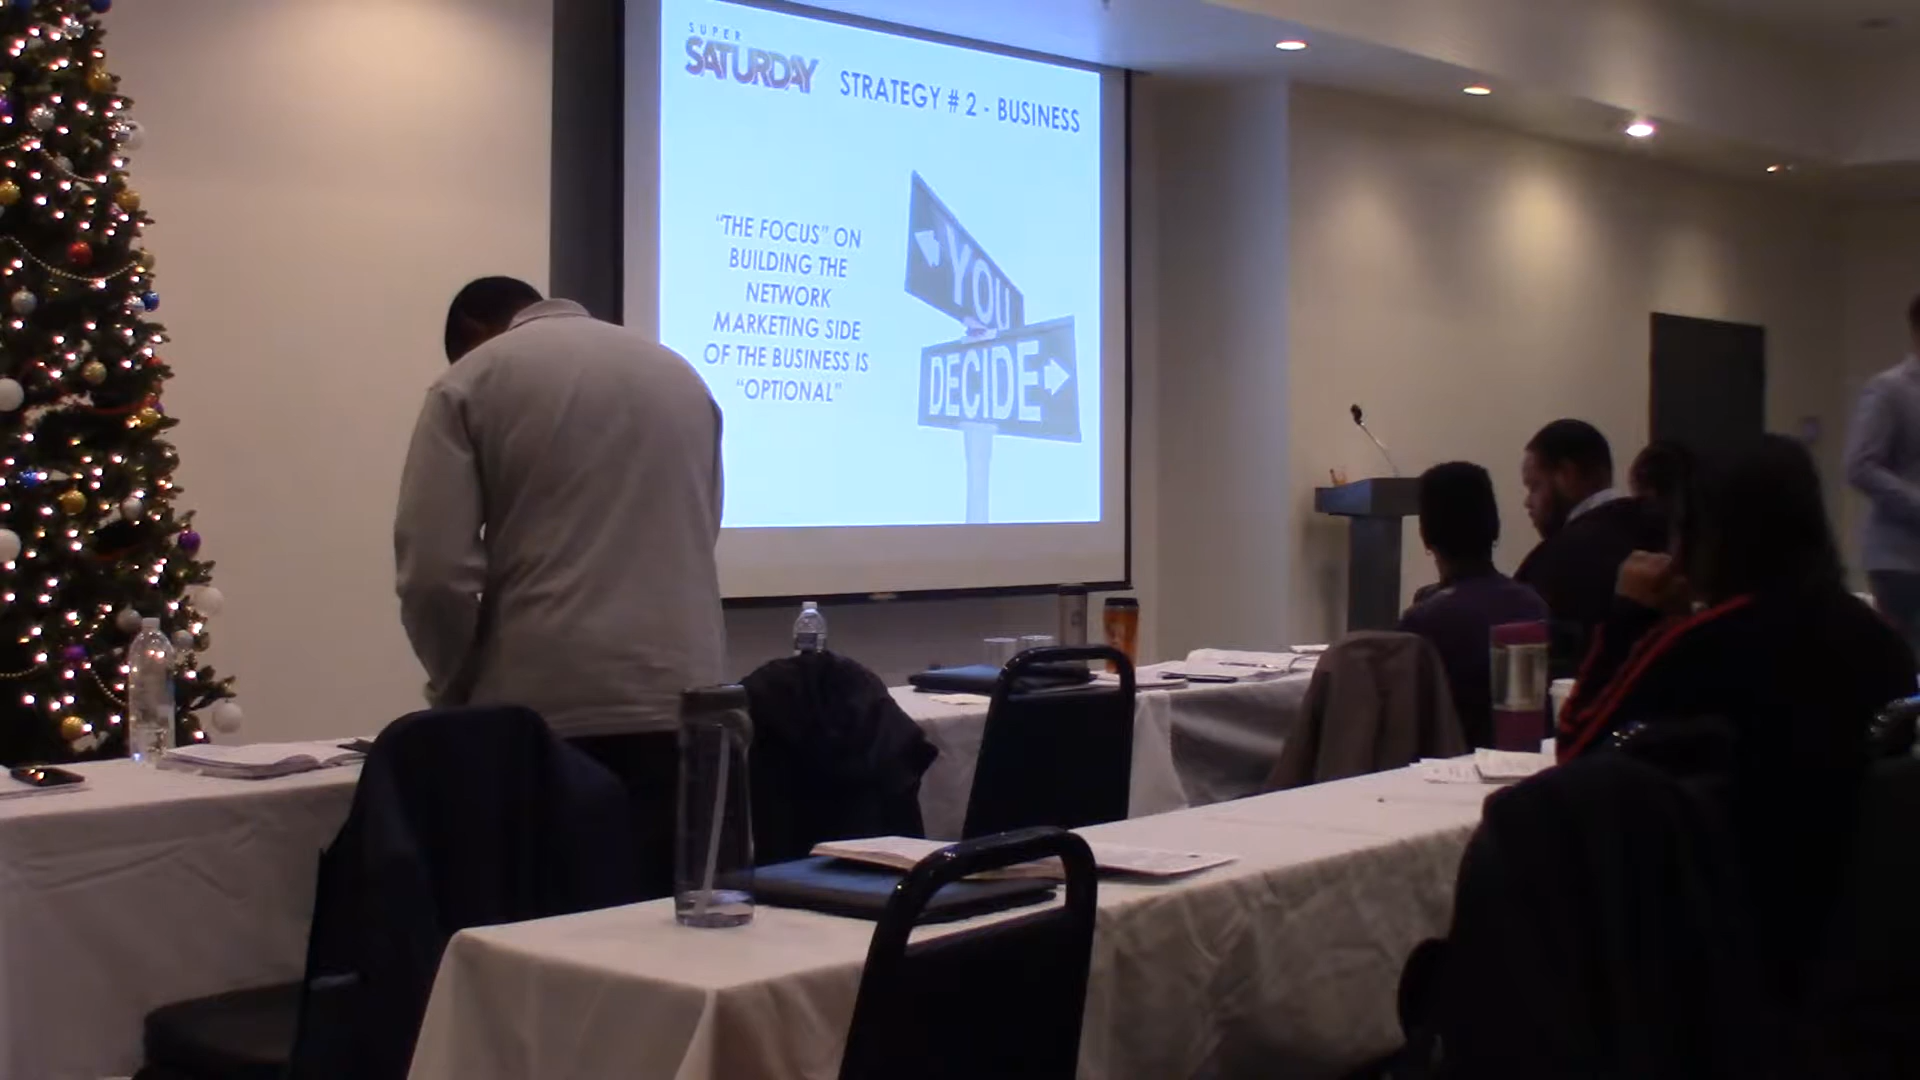 SUPER
SATURDAY
STRATEGY # 2 - BUSINESS
"THE FOCUS" ON
BUILDING THE
NETWORK
MARKETING SIDE
OF THE BUSINESS IS
"OPTIONAL"
YOU
DECIDE